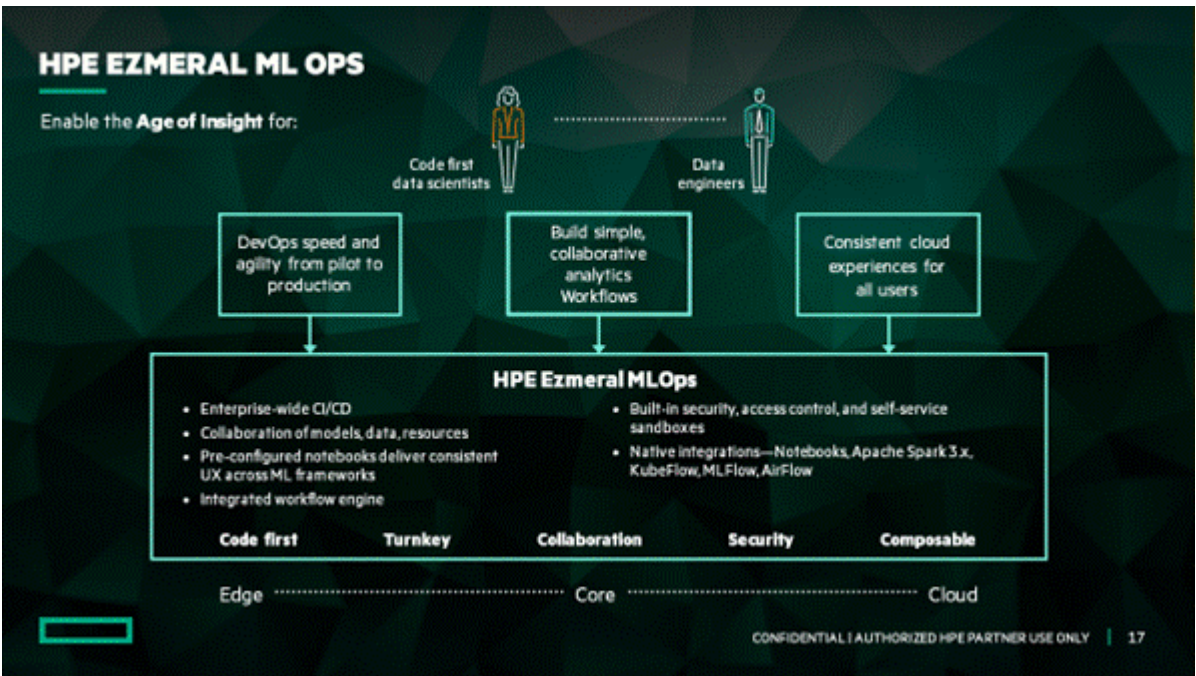 HPE EZMERAL ML OPS
Enable the Age of Insight for:
Code first
data scientists
Data
engineers
DevOps speed and
agility from pilot to
production
Build simple,
collaborative
analytics
Workflows
Consistent cloud
experiences for
all users
HPE Ezmeral MLOps
• Enterprise-wide CI/CD
• Collaboration of models, data, resources
• Pre-configured notebooks deliver consistent
UX across ML frameworks
• Integrated workflow engine
• Built-in security, access control, and self-service
sandboxes
• Native integrations—Notebooks, Apache Spark 3.x,
KubeFlow, MLFlow, AirFlow
Code first Turnkey Collaboration Security Composable
Edge Core Cloud
CONFIDENTIAL | AUTHORIZED HPE PARTNER USE ONLY | 17